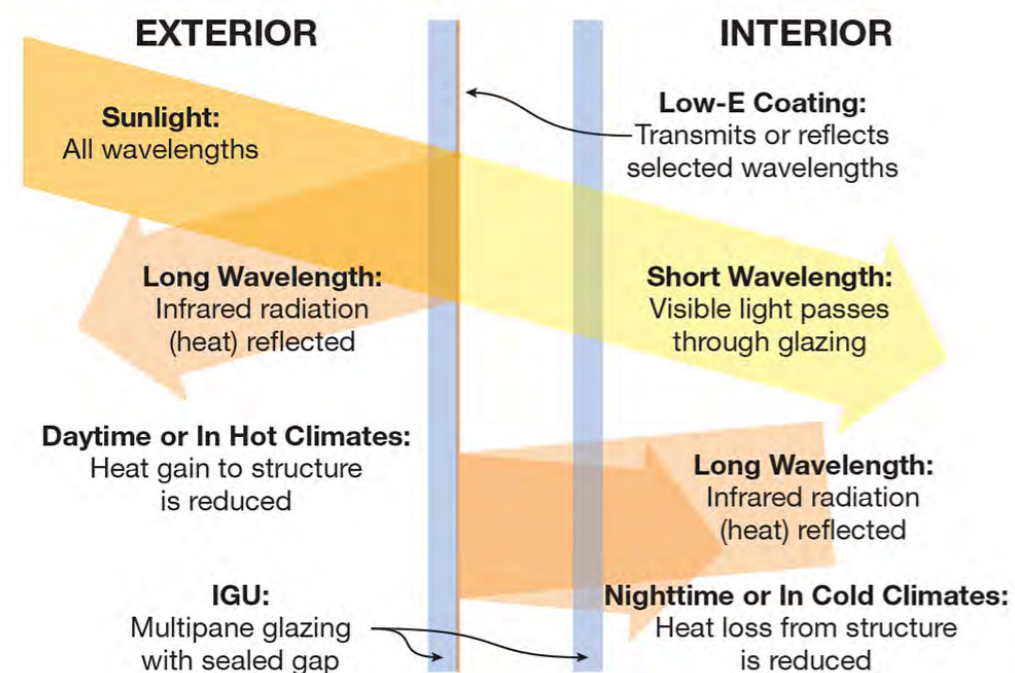 EXTERIOR
INTERIOR
Sunlight:
All wavelengths
Low-E Coating:
Transmits or reflects
selected wavelengths
Long Wavelength:
Infrared radiation
(heat) reflected
Short Wavelength:
Visible light passes
through glazing
Daytime or In Hot Climates:
Heat gain to structure
is reduced
Long Wavelength:
Infrared radiation
(heat) reflected
IGU:
Multipane glazing
with sealed gap
Nighttime or In Cold Climates:
Heat loss from structure
is reduced